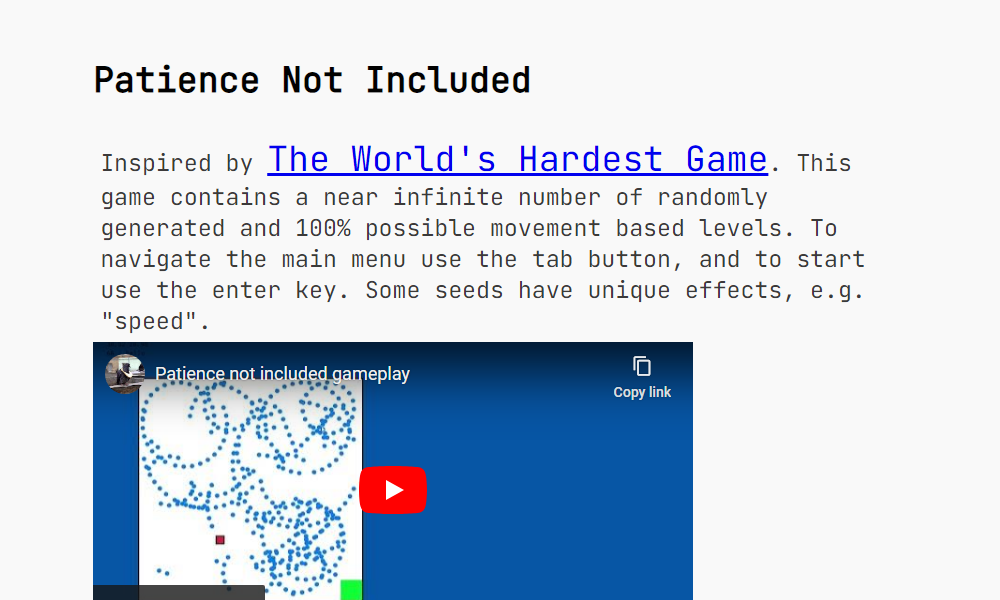 Patience Not Included
Inspired by The World's Hardest Game. This
game contains a near infinite number of randomly
generated and 100% possible movement based levels. To
navigate the main menu use the tab button, and to start
use the enter key. Some seeds have unique effects, e.g.
"speed".
Patience not included gameplay
Copy link